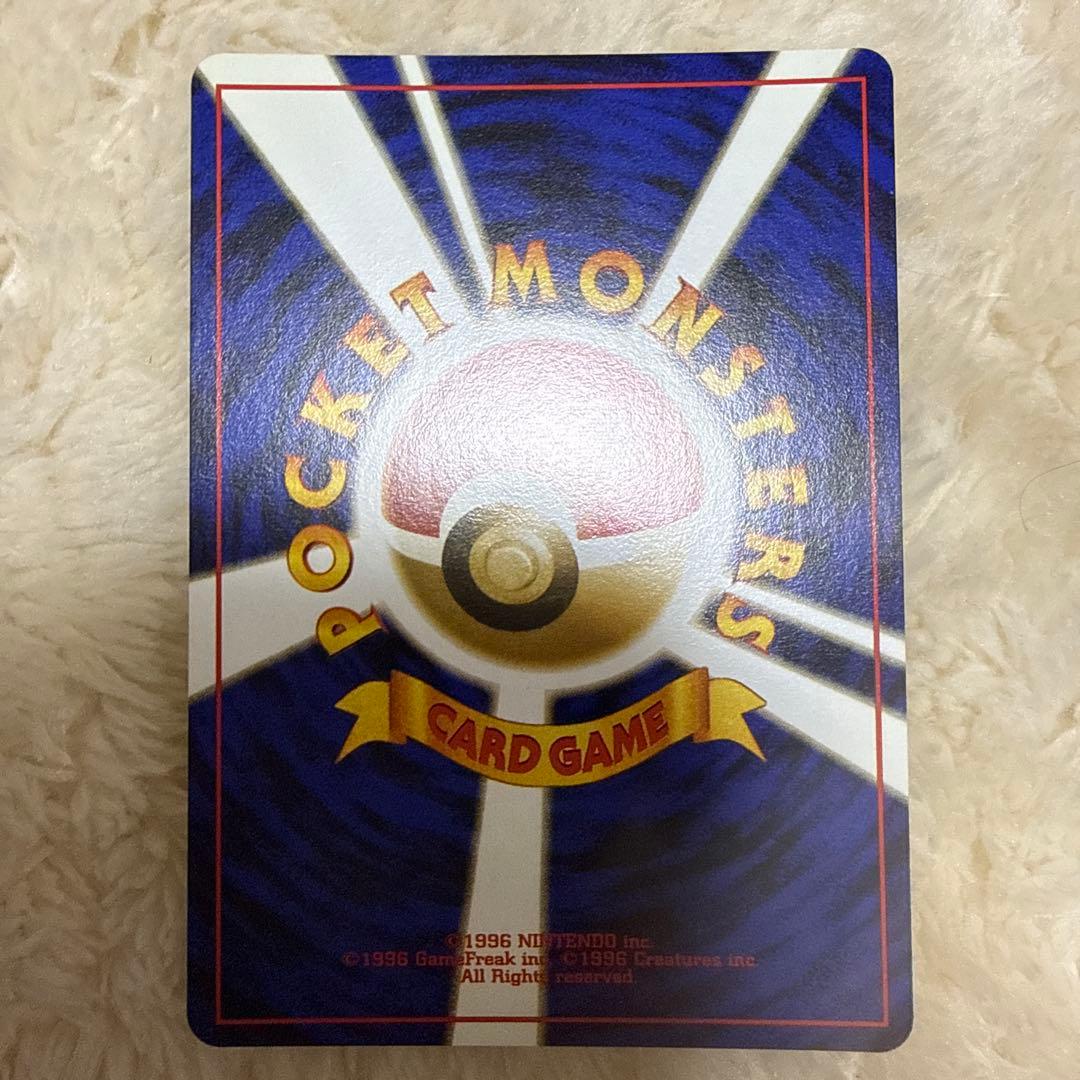 POCKET MONSTERS
CARD GAME
©1996 NINTENDO inc.
©1996 GameFreak inc. ©1996 Creatures inc.
All Rights reserved.